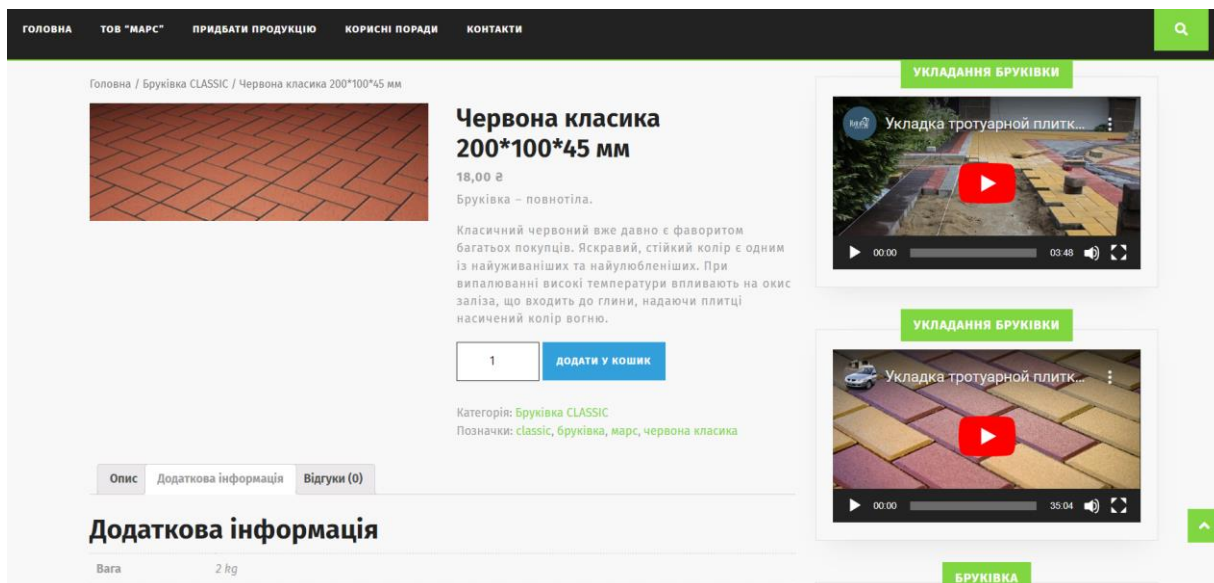 ГОЛОВНА ТОВ "МАРС" ПРИДБАТИ ПРОДУКЦІЮ КОРИСНІ ПОРАДИ КОНТАКТИ
Головна / Бруківка CLASSIC / Червона класика 200*100*45 мм
Червона класика
200*100*45 мм
18,00 ₴
Бруківка – повнотіла.
Класичний червоний вже давно є фаворитом
багатьох покупців. Яскравий, стійкий колір є одним
із найуживаніших та найулюбленіших. При
випалюванні високі температури впливають на окис
заліза, що входить до глини, надаючи плитці
насичений колір вогню.
1 ДОДАТИ У КОШИК
Категорія: Бруківка CLASSIC
Позначки: classic, бруківка, марс, червона класика
Опис Додаткова інформація Відгуки (0)
Додаткова інформація
Вага 2 kg
УКЛАДАННЯ БРУКІВКИ
Укладка тротуарной плитк...
00:00 03:48
УКЛАДАННЯ БРУКІВКИ
Укладка тротуарной плитк...
00:00 35:04
БРУКІВКА